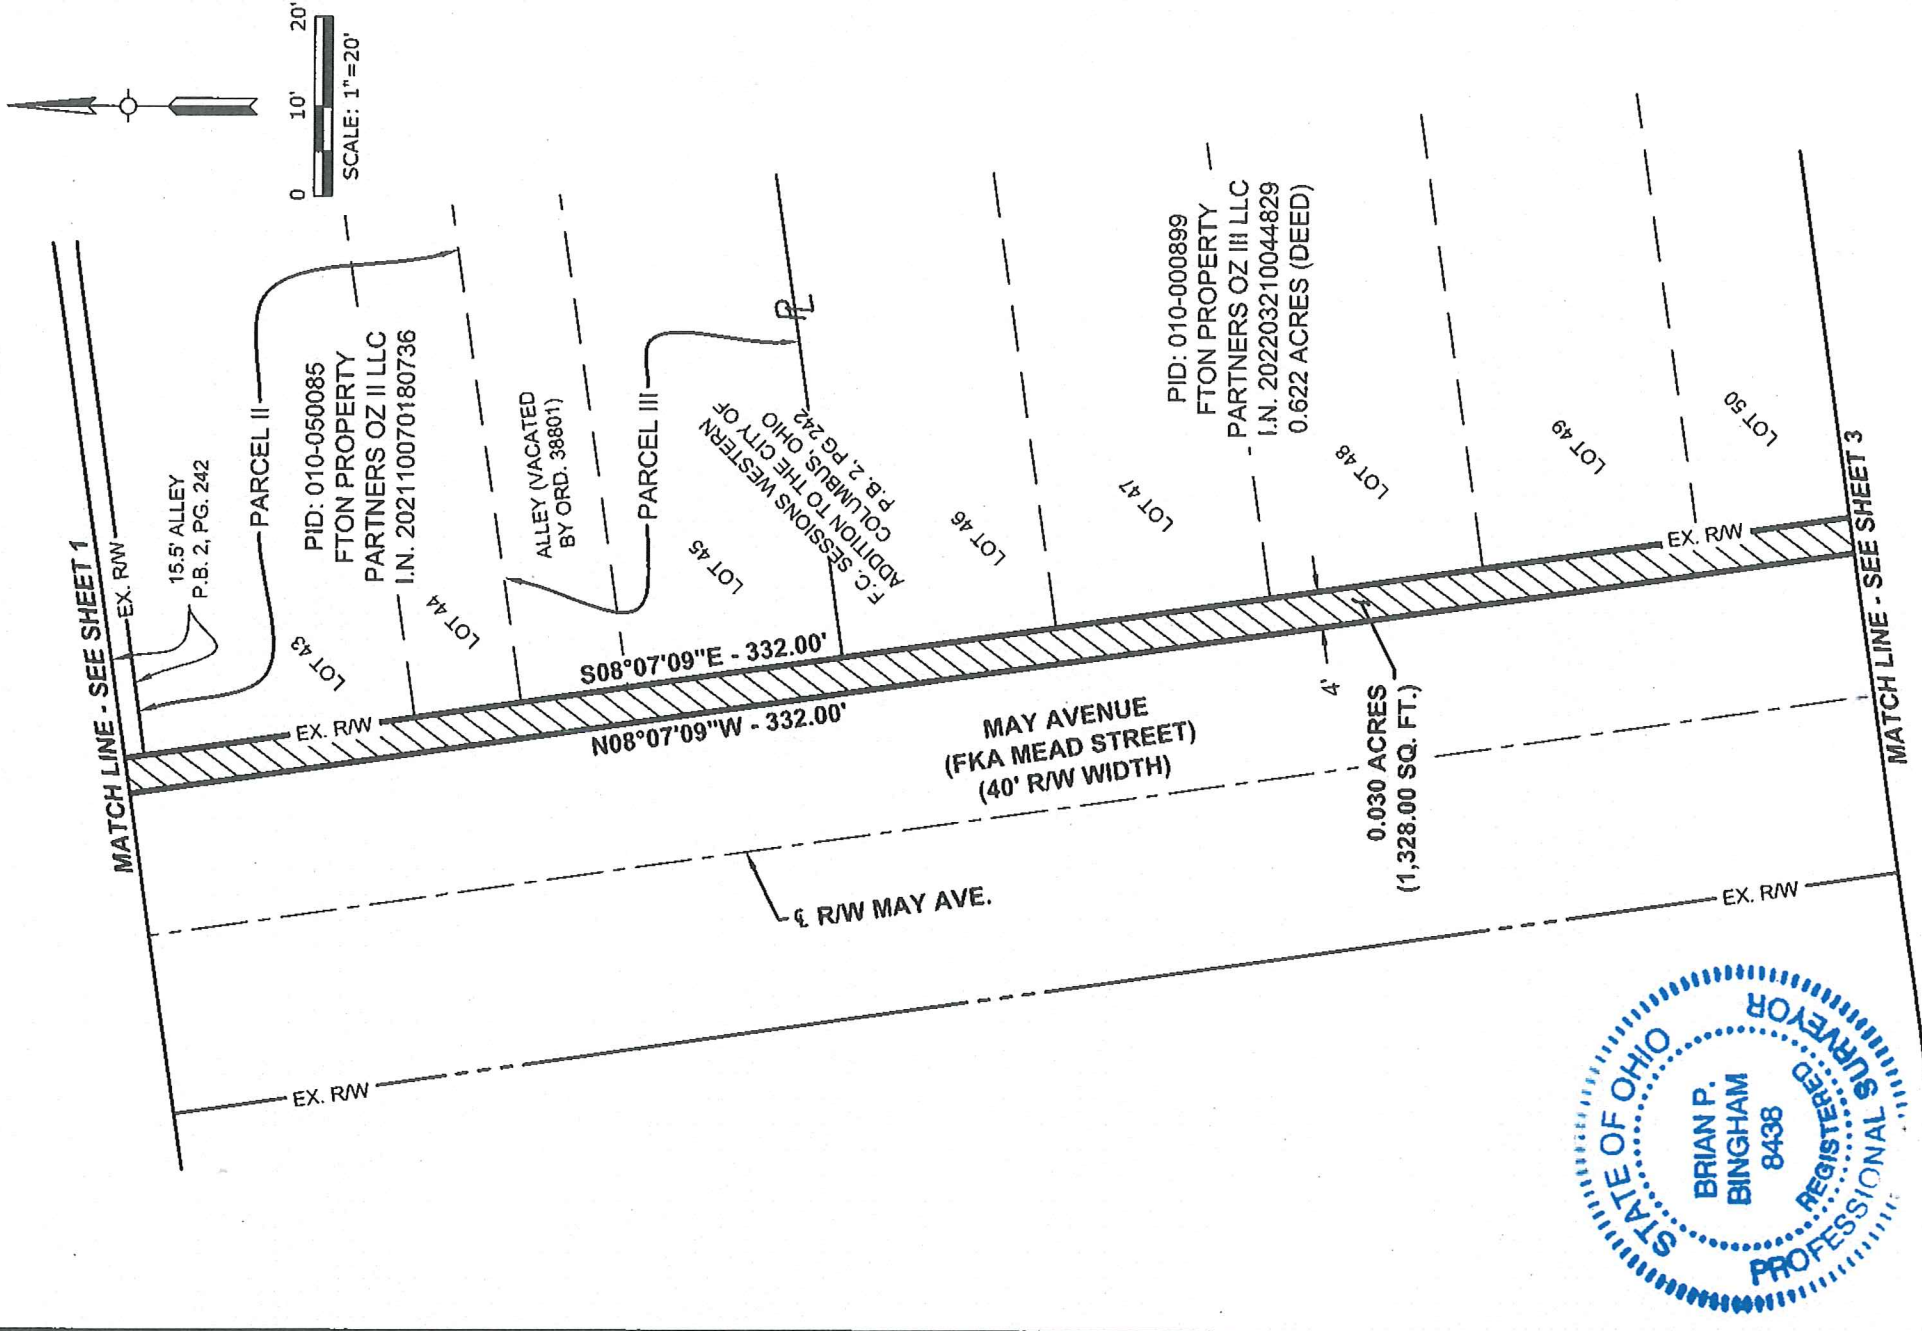 0 10' 20'
SCALE: 1"=20'
MATCH LINE - SEE SHEET 1
EX. R/W
15.5' ALLEY
P.B. 2, PG. 242
PARCEL II
PID: 010-050085
FTON PROPERTY
PARTNERS OZ II LLC
I.N. 202110070180736
LOT 43
LOT 44
ALLEY (VACATED
BY ORD. 38801)
PARCEL III
LOT 45
F.C. SESSIONS WESTERN
ADDITION TO THE CITY OF
COLUMBUS, OHIO
P.B. 2, PG 242
PL
EX. R/W
S08°07'09"E - 332.00'
N08°07'09"W - 332.00'
LOT 46
LOT 47
PID: 010-000899
FTON PROPERTY
PARTNERS OZ III LLC
I.N. 202203210044829
0.622 ACRES (DEED)
LOT 48
LOT 49
LOT 50
EX. R/W
MAY AVENUE
(FKA MEAD STREET)
(40' R/W WIDTH)
4'
0.030 ACRES
(1,328.00 SQ. FT.)
℄ R/W MAY AVE.
EX. R/W
EX. R/W
MATCH LINE - SEE SHEET 3
STATE OF OHIO
BRIAN P.
BINGHAM
8438
REGISTERED
PROFESSIONAL SURVEYOR